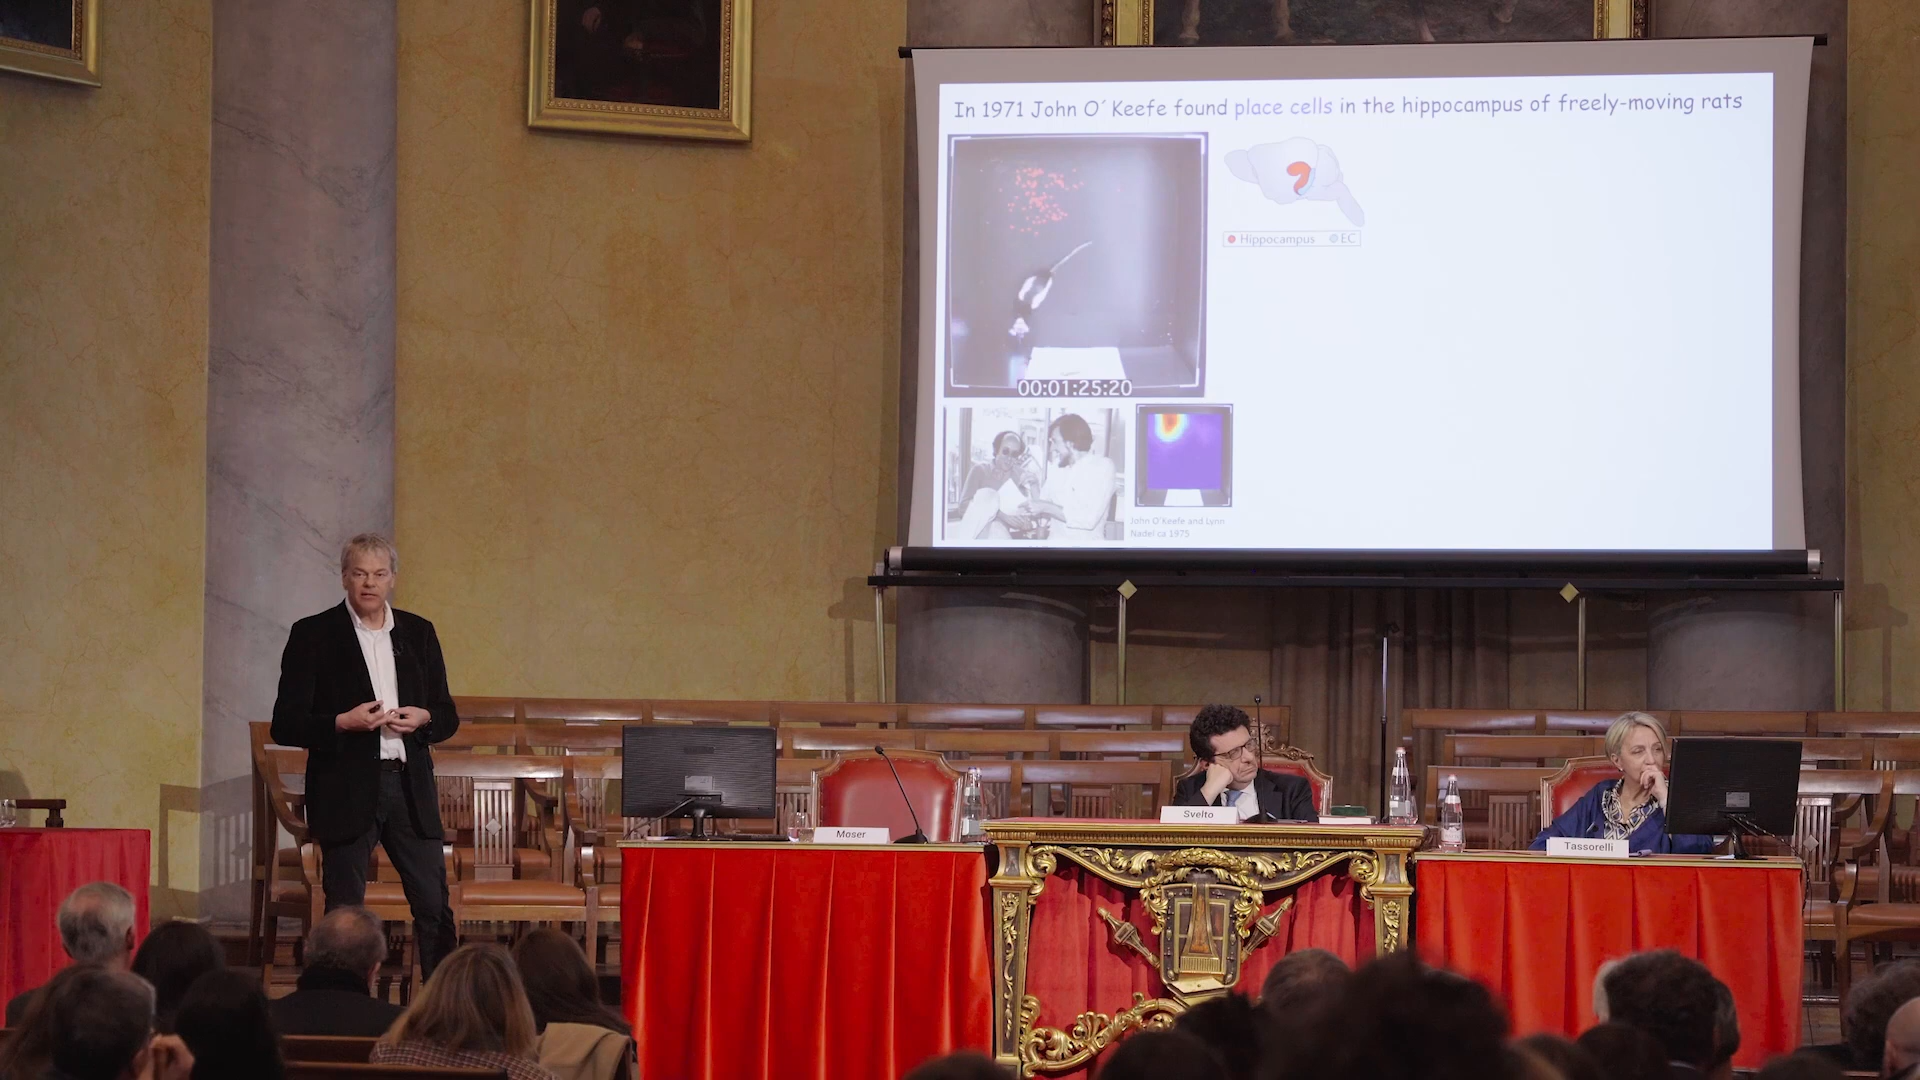 In 1971 John O´Keefe found place cells in the hippocampus of freely-moving rats
Hippocampus EC
00:01:25:20
John O'Keefe and Lynn
Nadel ca 1975
Moser
Svelto
Tassorelli